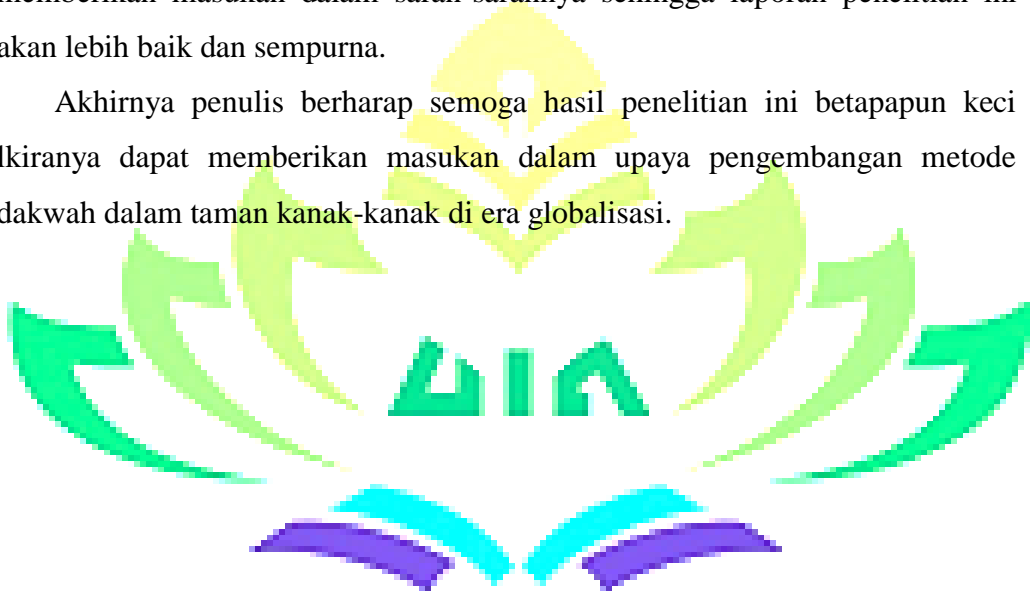 memberikan masukan dalam saran-sarannya sehingga laporan penelitian ini
akan lebih baik dan sempurna.
Akhirnya penulis berharap semoga hasil penelitian ini betapapun keci
lkiranya dapat memberikan masukan dalam upaya pengembangan metode
dakwah dalam taman kanak-kanak di era globalisasi.
UIN